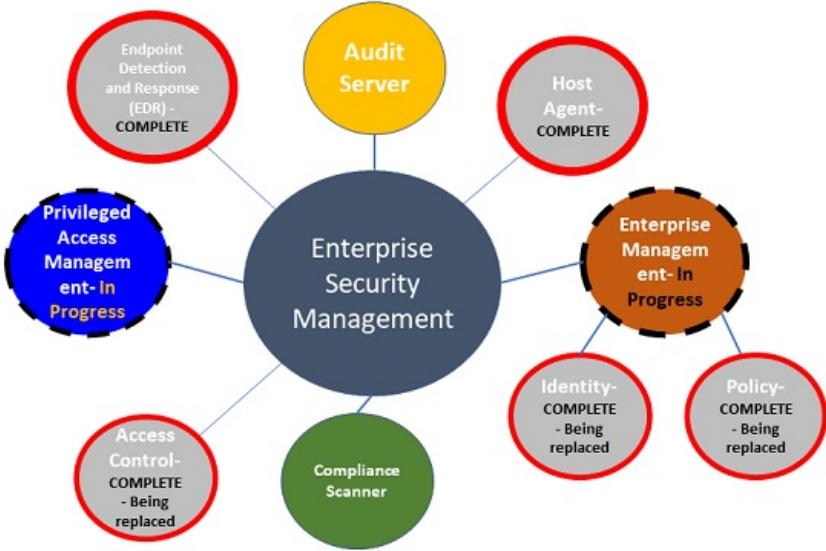 Endpoint
Detection
and Response
(EDR) -
COMPLETE
Audit
Server
Host
Agent-
COMPLETE
Privileged
Access
Managem
ent- In
Progress
Enterprise
Security
Management
Enterprise
Managem
ent- In
Progress
Access
Control-
COMPLETE
- Being
replaced
Compliance
Scanner
Identity-
COMPLETE
- Being
replaced
Policy-
COMPLETE
- Being
replaced